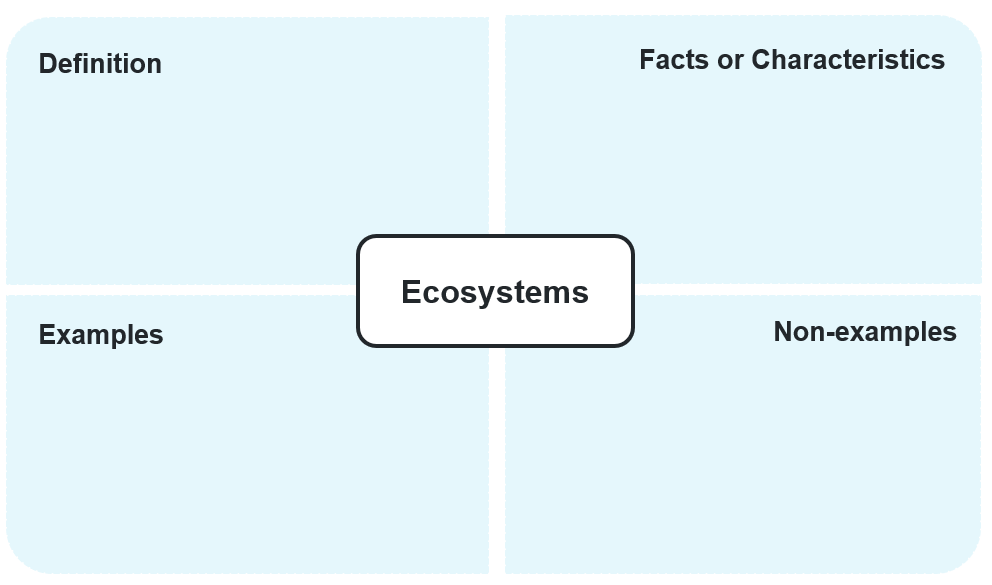 Definition
Facts or Characteristics
Ecosystems
Examples
Non-examples